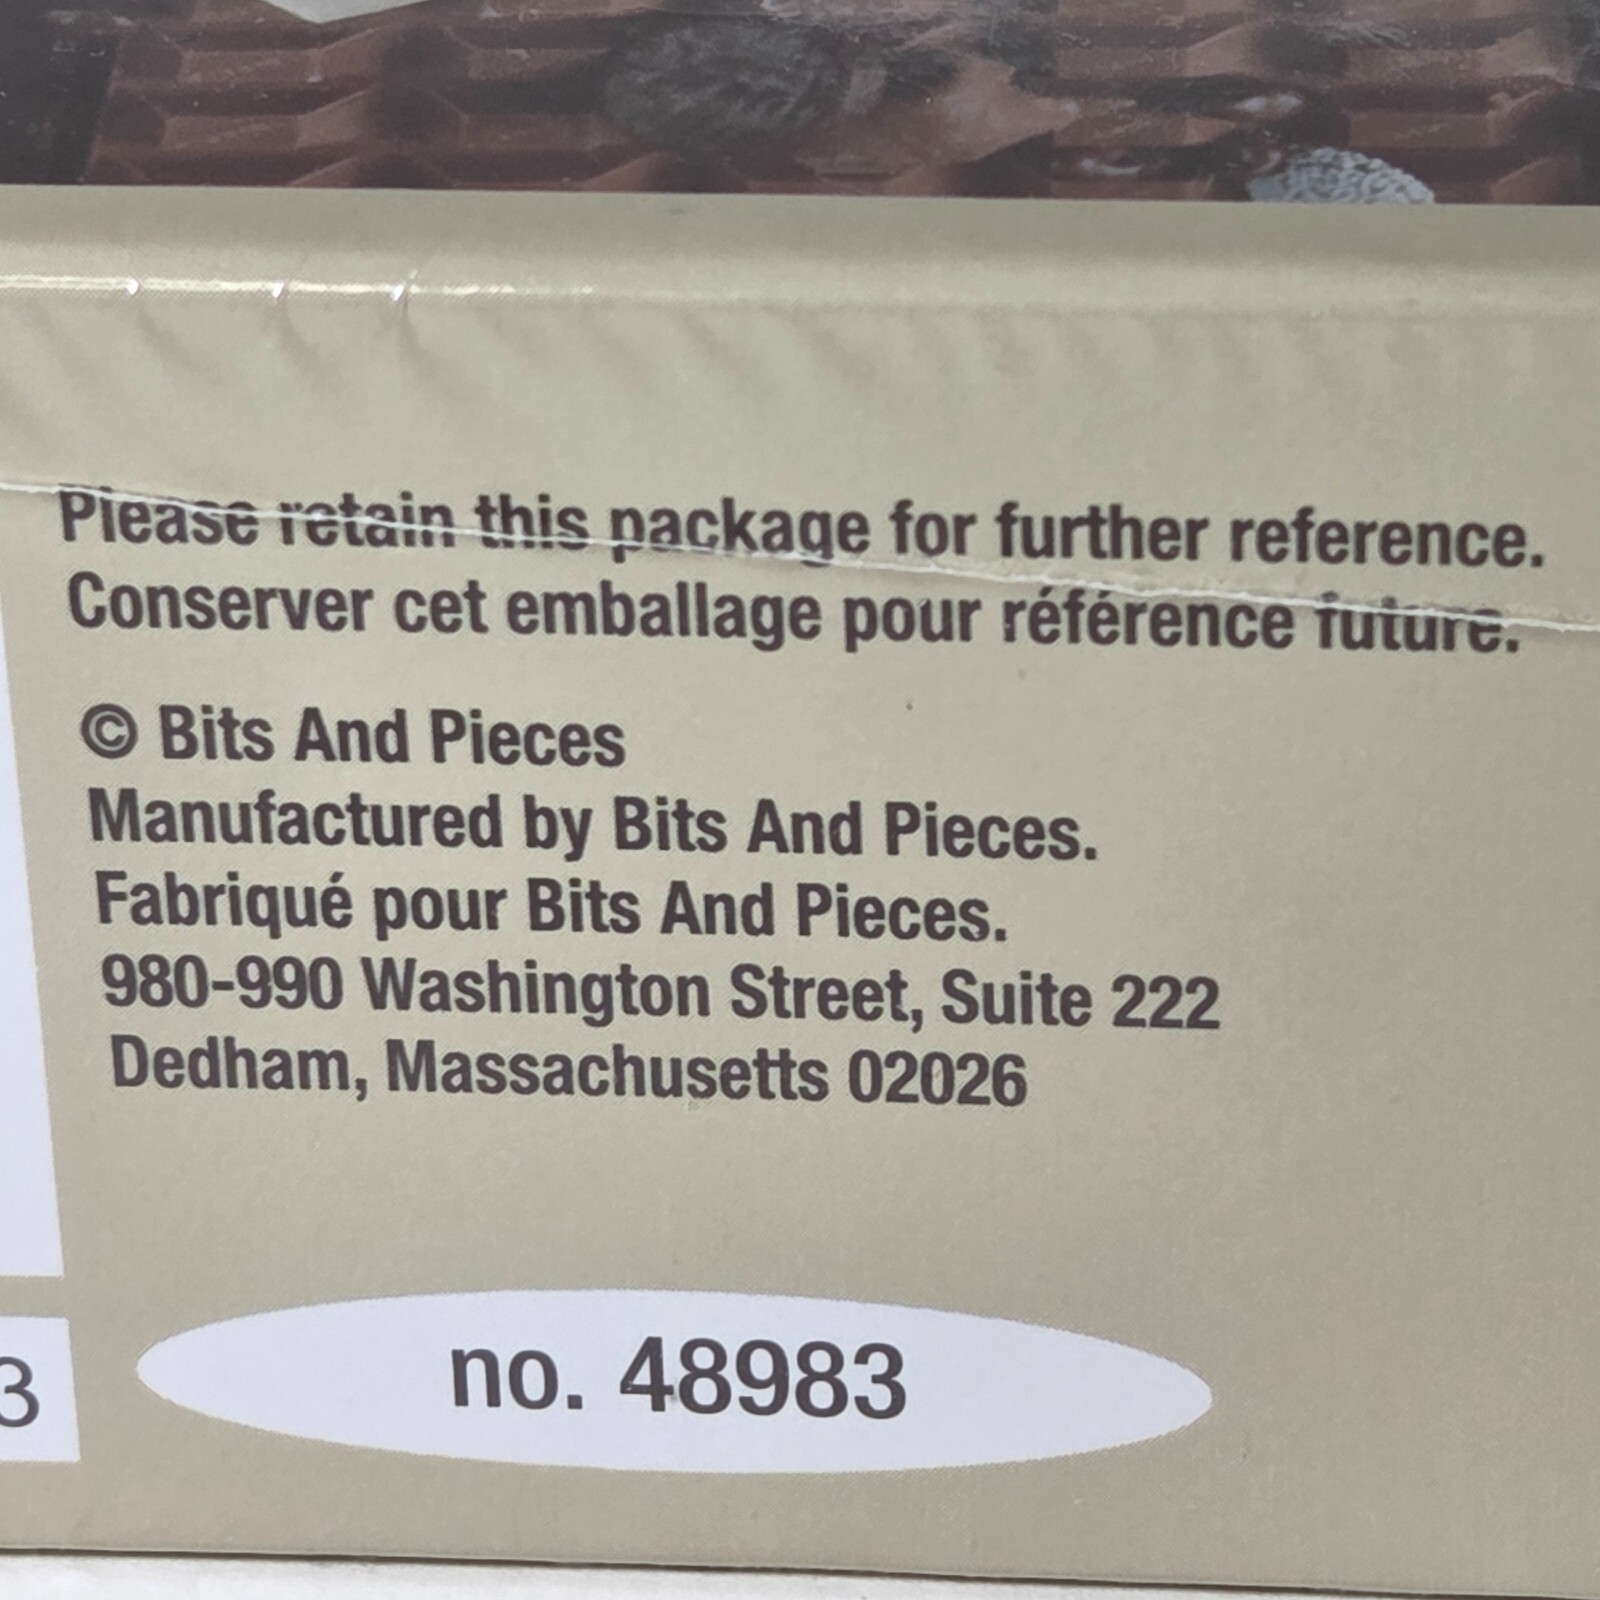 Please retain this package for further reference.
Conserver cet emballage pour référence future.
© Bits And Pieces
Manufactured by Bits And Pieces.
Fabriqué pour Bits And Pieces.
980-990 Washington Street, Suite 222
Dedham, Massachusetts 02026
3
no. 48983